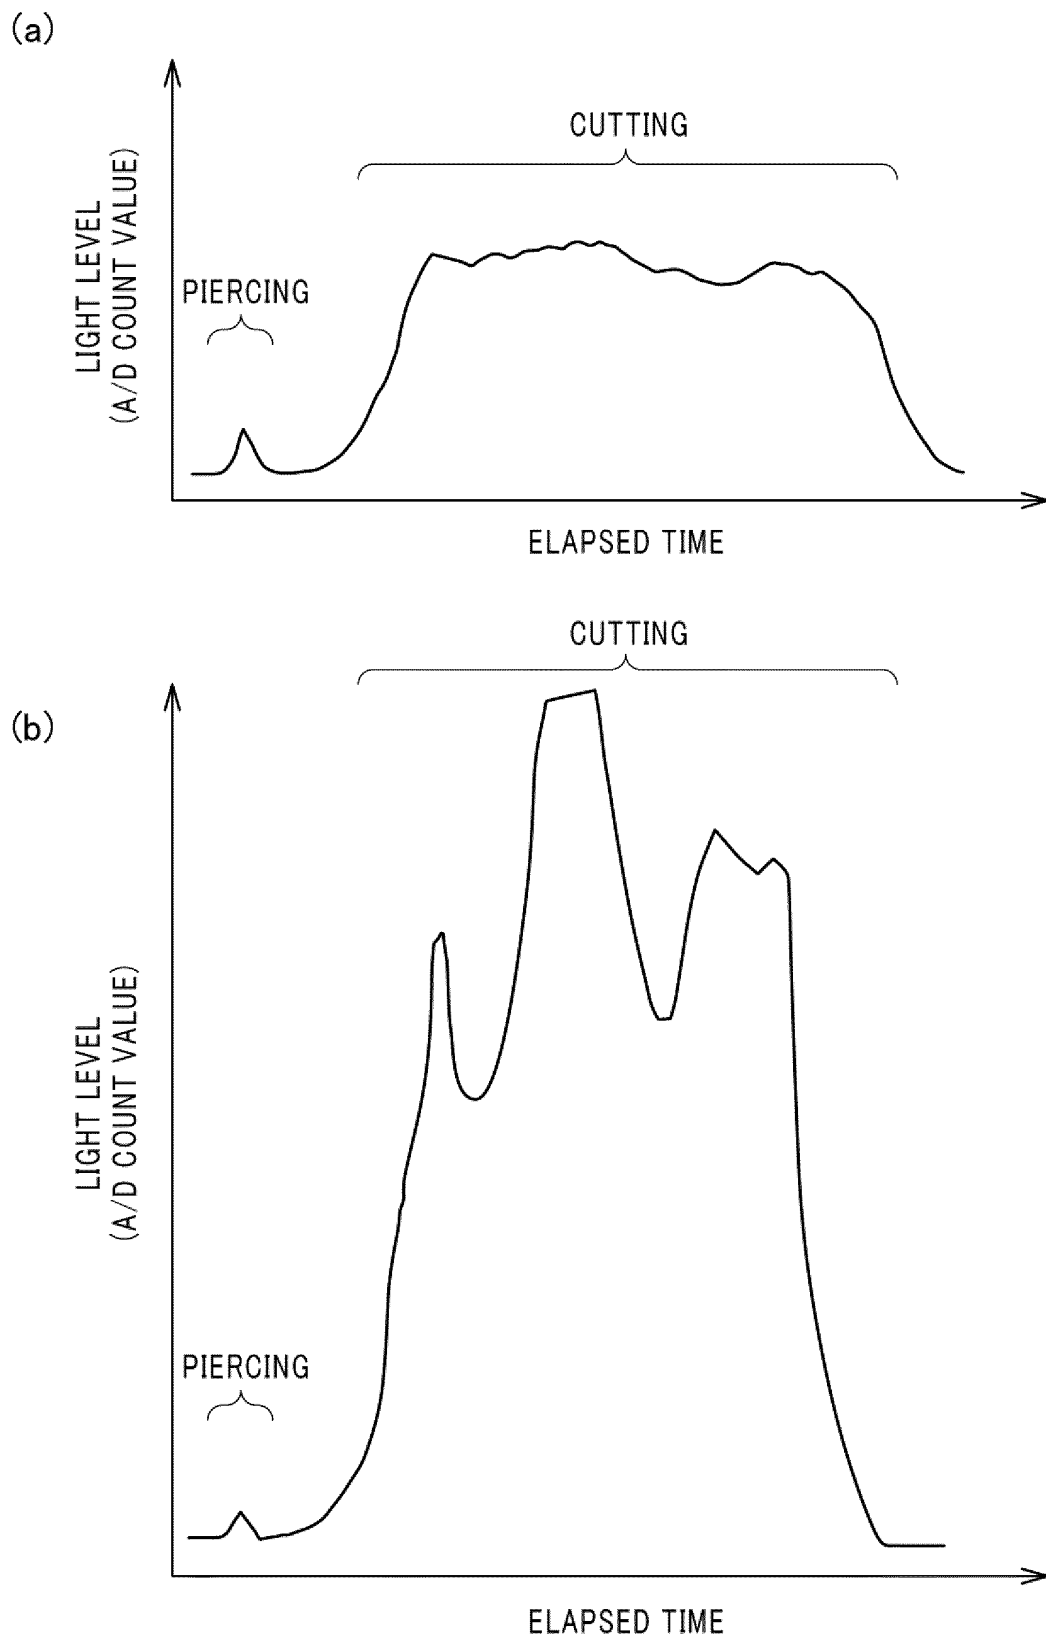 (a)
CUTTING
PIERCING
LIGHT LEVEL
(A/D COUNT VALUE)
ELAPSED TIME
CUTTING
(b)
LIGHT LEVEL
(A/D COUNT VALUE)
PIERCING
ELAPSED TIME